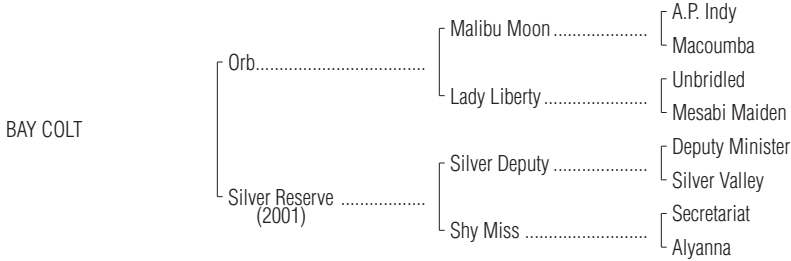 A.P. Indy
Malibu Moon ....................
Macoumba
Orb..................................
Unbridled
Lady Liberty ......................
Mesabi Maiden
BAY COLT
Deputy Minister
Silver Deputy ....................
Silver Valley
Silver Reserve ..................
(2001)
Secretariat
Shy Miss ..........................
Alyanna